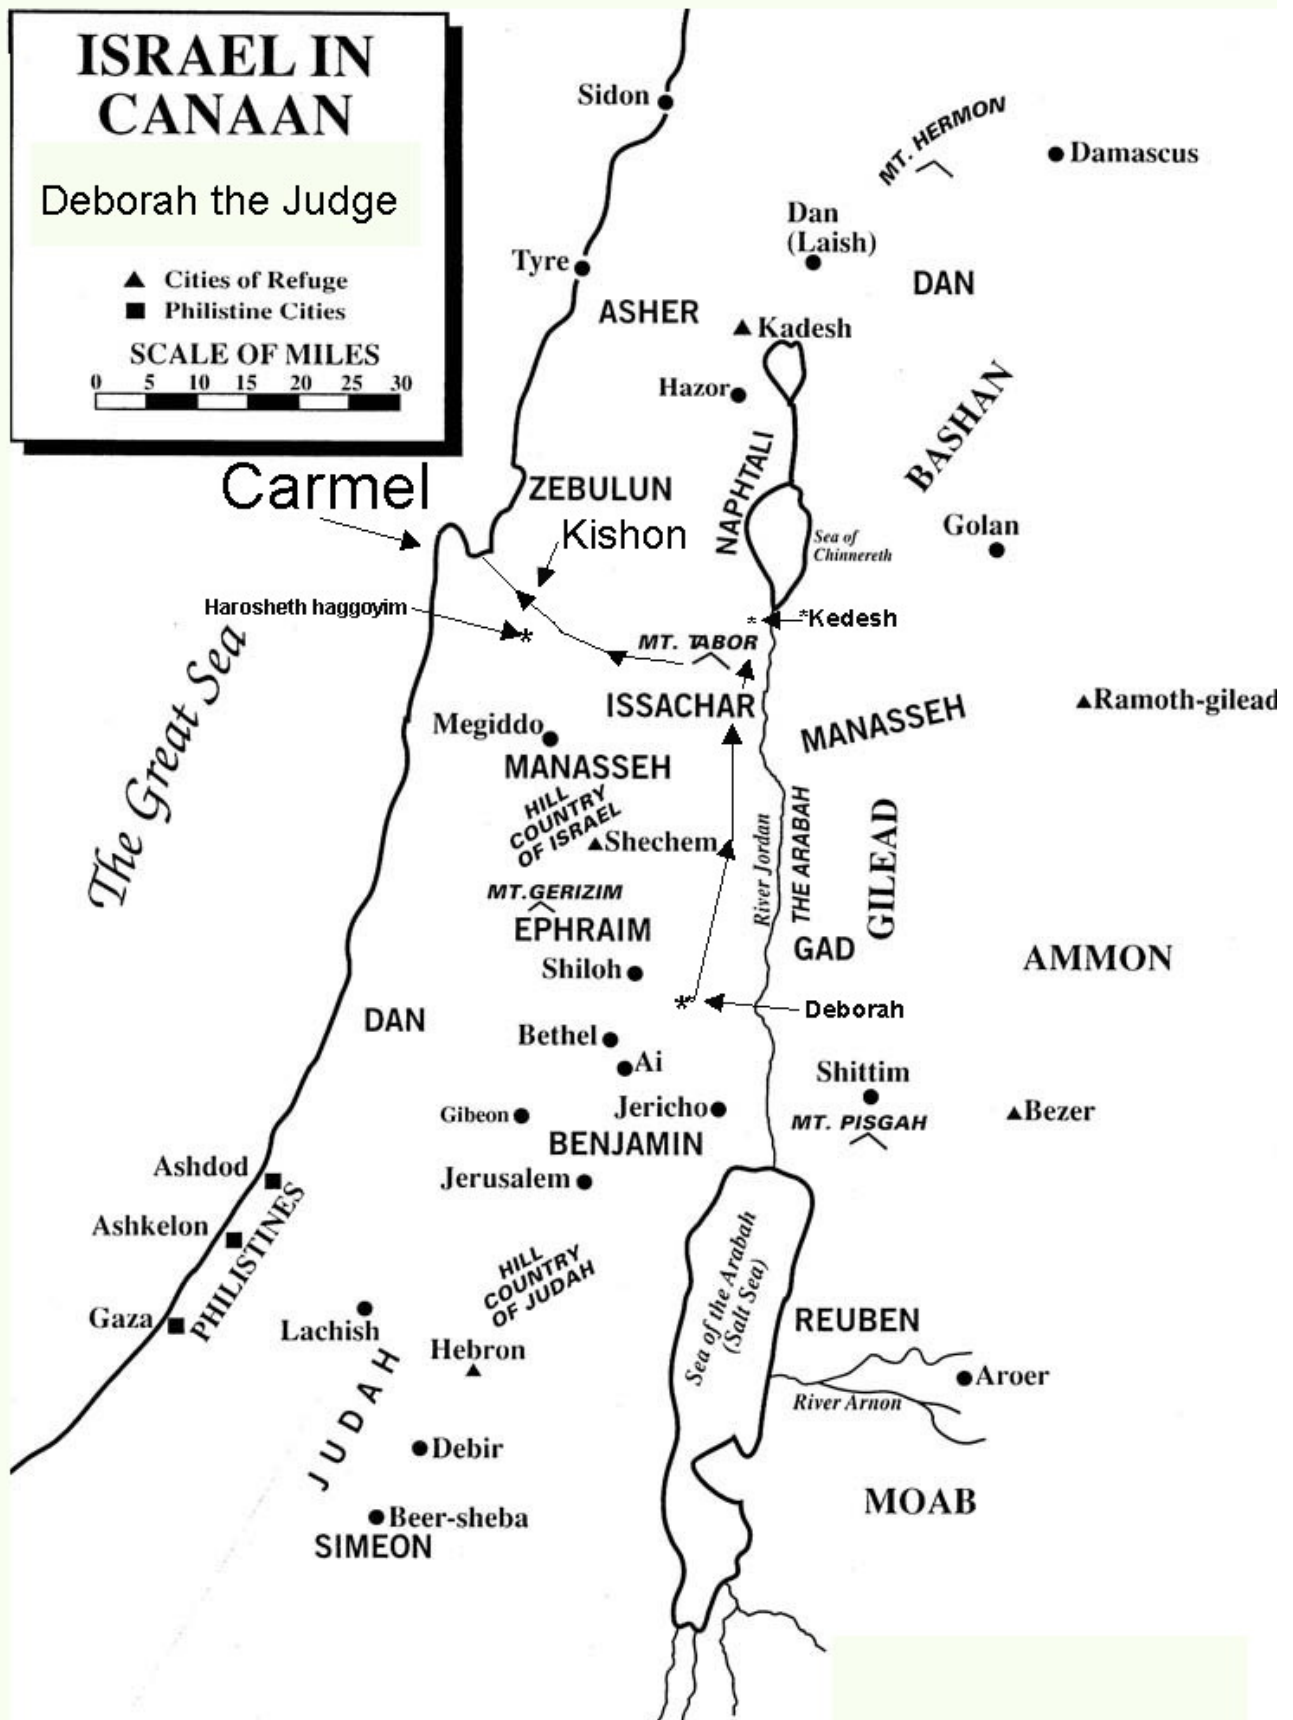 ISRAEL IN
CANAAN
Deborah the Judge
▲ Cities of Refuge
■ Philistine Cities
SCALE OF MILES
0 5 10 15 20 25 30
Sidon
MT. HERMON
Damascus
Dan
(Laish)
Tyre
DAN
ASHER
Kadesh
Hazor
BASHAN
NAPHTALI
Carmel
ZEBULUN
Kishon
Sea of
Chinnereth
Golan
Harosheth haggoyim
*
*
*Kedesh
MT. TABOR
The Great Sea
ISSACHAR
Ramoth-gilead
MANASSEH
Megiddo
MANASSEH
HILL
COUNTRY
OF ISRAEL
Shechem
River Jordan
THE ARABAH
GILEAD
MT.GERIZIM
EPHRAIM
GAD
AMMON
Shiloh
*
Deborah
DAN
Bethel
Ai
Shittim
Jericho
Gibeon
MT. PISGAH
Bezer
BENJAMIN
Ashdod
Jerusalem
Ashkelon
PHILISTINES
HILL
COUNTRY
OF JUDAH
Sea of the Arabah
(Salt Sea)
Gaza
Lachish
REUBEN
Hebron
JUDAH
Aroer
River Arnon
Debir
MOAB
Beer-sheba
SIMEON